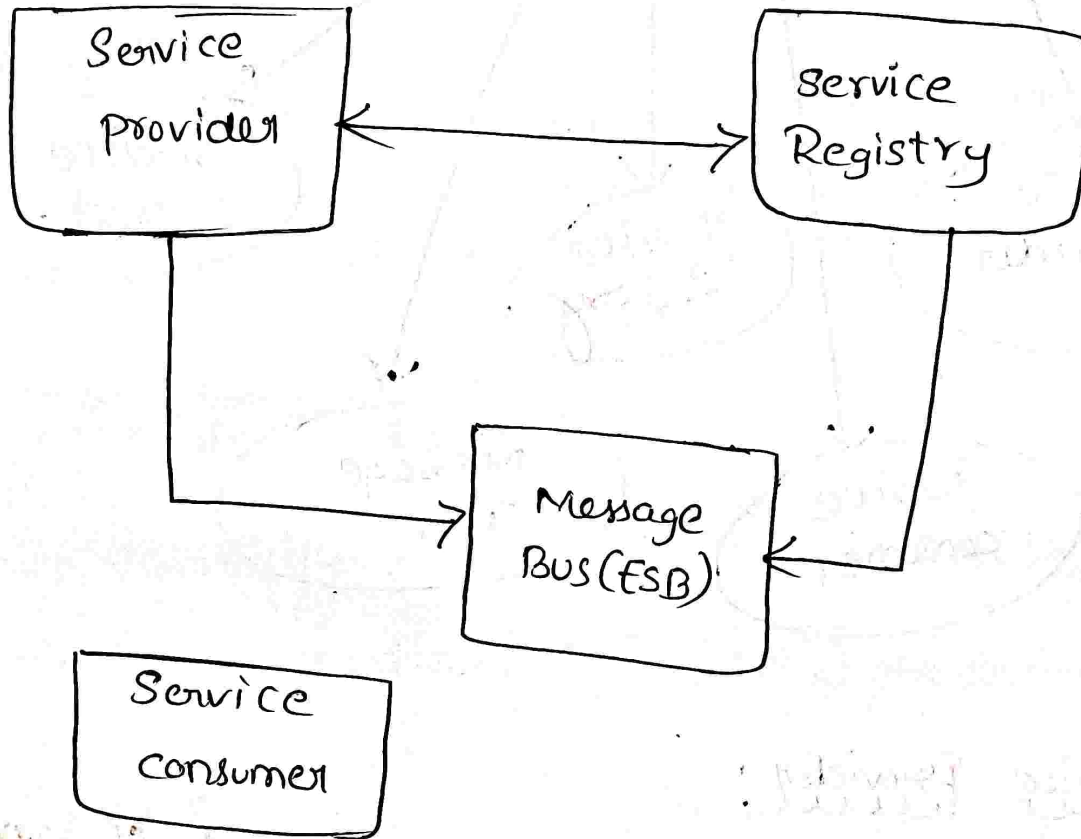 Service
provider
service
Registry
Message
BUS(ESB)
Service
consumer